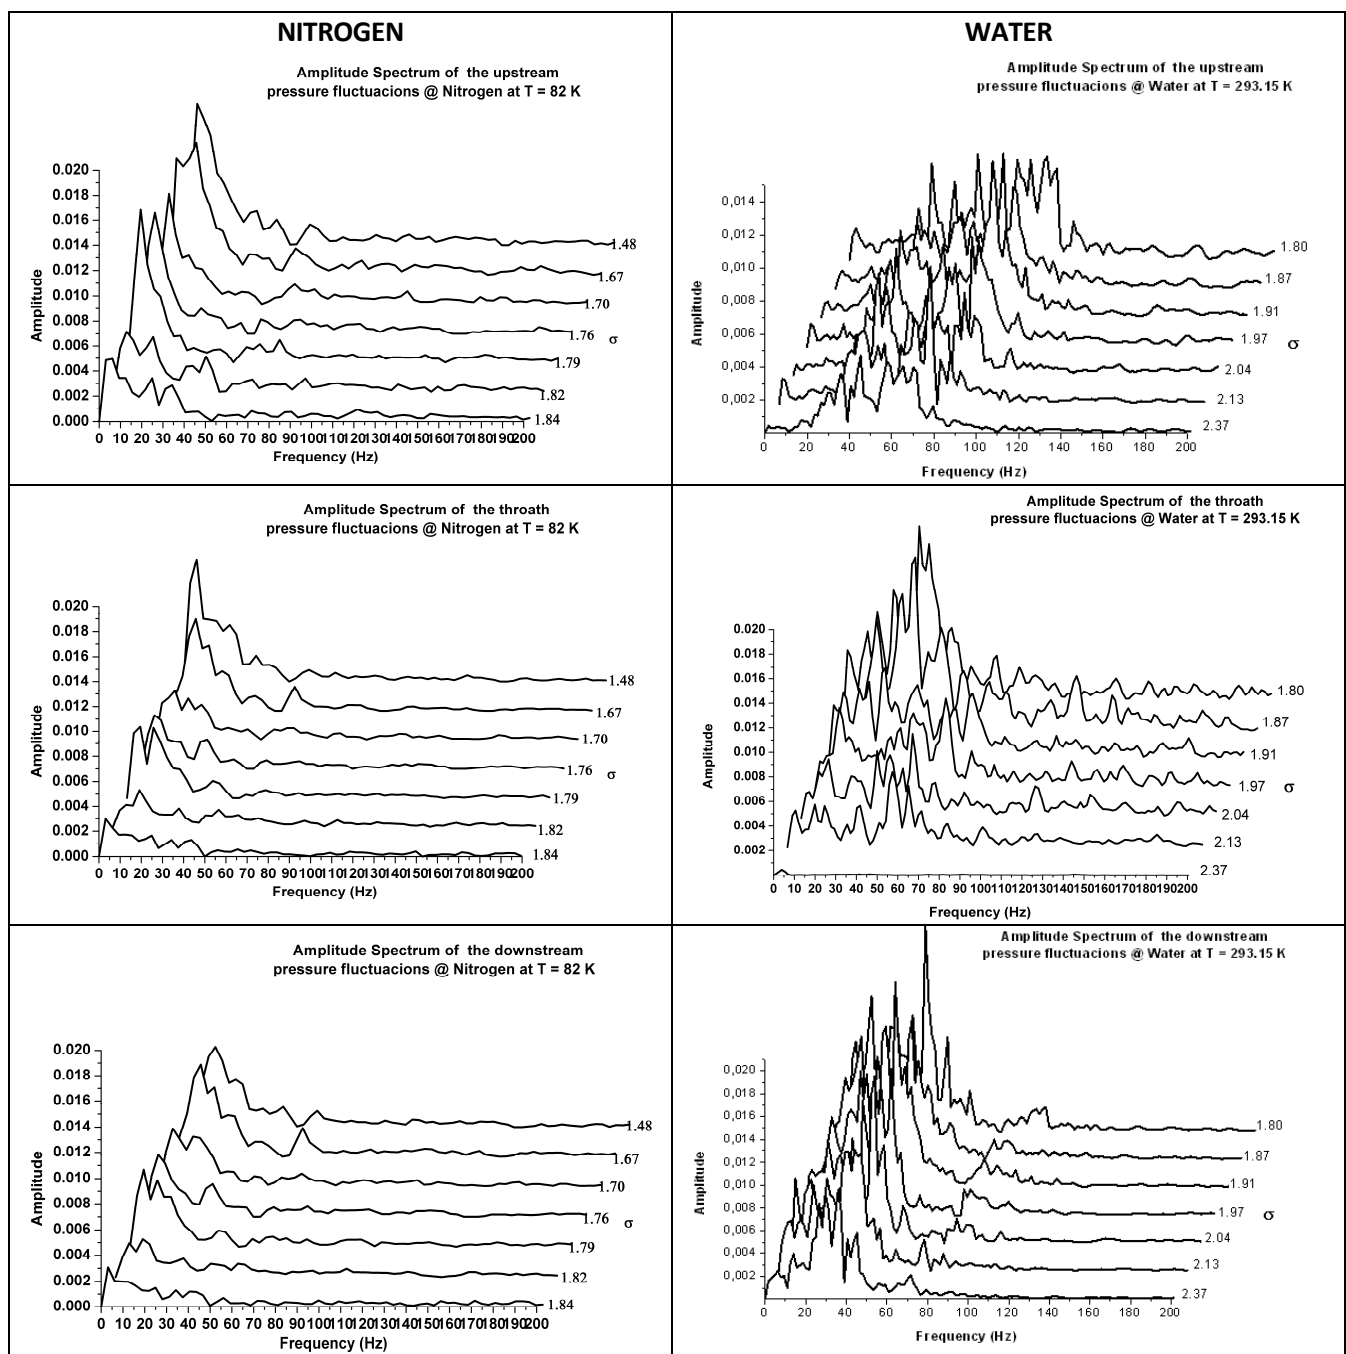 NITROGEN
WATER
Amplitude Spectrum of the upstream
pressure fluctuacions @ Nitrogen at T = 82 K
0.020
0.018
0.016
0.014
0.012
0.010
0.008
0.006
0.004
0.002
0.000
Amplitude
1.48
1.67
1.70
1.76 σ
1.79
1.82
1.84
0 10 20 30 40 50 60 70 80 90 100 110 120 130 140 150 160 170 180 190 200
Frequency (Hz)
Amplitude Spectrum of the upstream
pressure fluctuacions @ Water at T = 293.15 K
0,014
0,012
0,010
0,008
0,006
0,004
0,002
Amplitude
1.80
1.87
1.91
1.97 σ
2.04
2.13
2.37
0 20 40 60 80 100 120 140 160 180 200
Frequency (Hz)
Amplitude Spectrum of the throath
pressure fluctuacions @ Nitrogen at T = 82 K
0.020
0.018
0.016
0.014
0.012
0.010
0.008
0.006
0.004
0.002
0.000
Amplitude
1.48
1.67
1.70
1.76 σ
1.79
1.82
1.84
0 10 20 30 40 50 60 70 80 90 100 110 120 130 140 150 160 170 180 190 200
Frequency (Hz)
Amplitude Spectrum of the throath
pressure fluctuacions @ Water at T = 293.15 K
0.020
0.018
0.016
0.014
0.012
0.010
0.008
0.006
0.004
0.002
Amplitude
1.80
1.87
1.91
1.97 σ
2.04
2.13
2.37
0 10 20 30 40 50 60 70 80 90 100 110 120 130 140 150 160 170 180 190 200
Frequency (Hz)
Amplitude Spectrum of the downstream
pressure fluctuacions @ Nitrogen at T = 82 K
0.020
0.018
0.016
0.014
0.012
0.010
0.008
0.006
0.004
0.002
0.000
Amplitude
1.48
1.67
1.70
1.76 σ
1.79
1.82
1.84
0 10 20 30 40 50 60 70 80 90 100 110 120 130 140 150 160 170 180 190 200
Frequency (Hz)
Amplitude Spectrum of the downstream
pressure fluctuacions @ Water at T = 293.15 K
0,020
0,018
0,016
0,014
0,012
0,010
0,008
0,006
0,004
0,002
Amplitude
1.80
1.87
1.91
1.97 σ
2.04
2.13
2.37
0 20 40 60 80 100 120 140 160 180 200
Frequency (Hz)